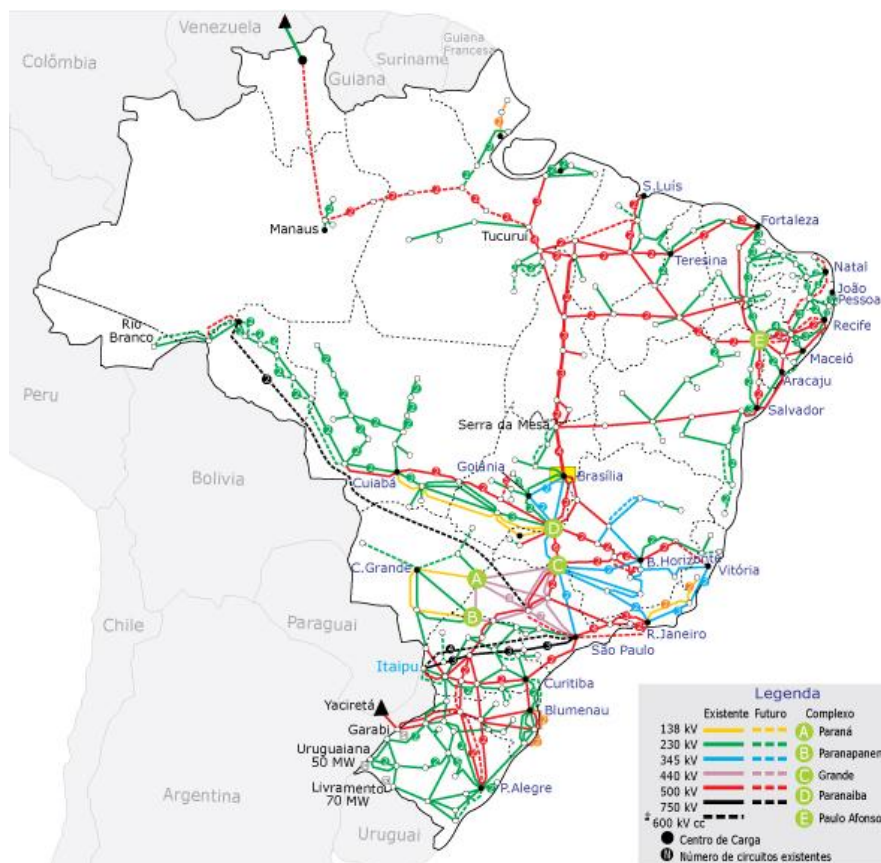 Venezuela
Colômbia
Guiana
Suriname
Guiana
Francesa
Manaus
Tucuruí
S.Luís
Fortaleza
Teresina
Natal
João
Pessoa
Recife
Maceió
Aracaju
Salvador
Rio
Branco
Peru
Serra da Mesa
Bolivia
Cuiabá
Goiânia
Brasília
B.Horizonte
Vitória
C.Grande
A
B
C
D
E
Chile
Paraguai
R.Janeiro
São Paulo
Itaipu
Curitiba
Yaciretá
Blumenau
Garabi
Uruguaiana
50 MW
Livramento
70 MW
P.Alegre
Argentina
Uruguai
Legenda
Existente Futuro Complexo
138 kV A Paraná
230 kV B Paranapanem
345 kV C Grande
440 kV D Paranaiba
500 kV E Paulo Afonso
750 kV
600 kV cc
Centro de Carga
N Número de circuitos existentes